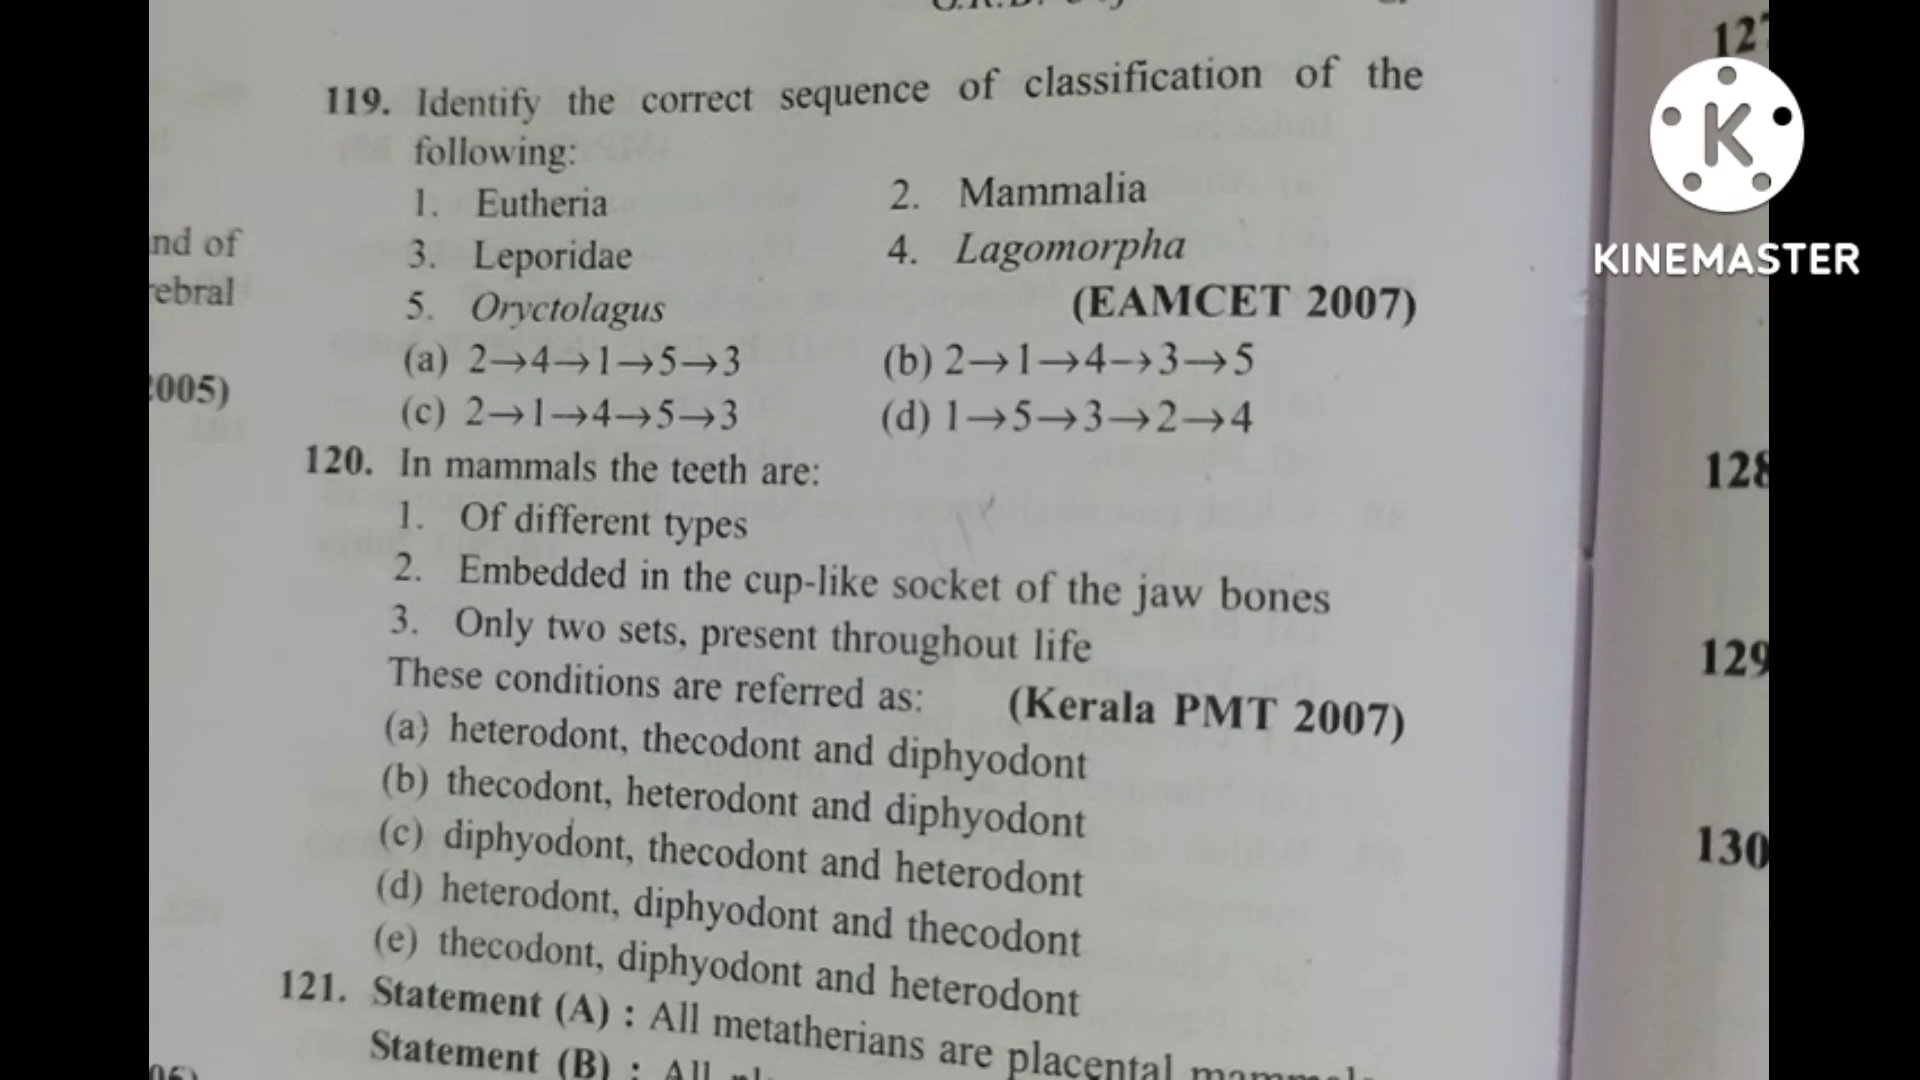 119. Identify the correct sequence of classification of the
following:
1. Eutheria 2. Mammalia
3. Leporidae 4. Lagomorpha
5. Oryctolagus (EAMCET 2007)
(a) 2→4→1→5→3 (b) 2→1→4→3→5
(c) 2→1→4→5→3 (d) 1→5→3→2→4
120. In mammals the teeth are:
1. Of different types
2. Embedded in the cup-like socket of the jaw bones
3. Only two sets, present throughout life
These conditions are referred as: (Kerala PMT 2007)
(a) heterodont, thecodont and diphyodont
(b) thecodont, heterodont and diphyodont
(c) diphyodont, thecodont and heterodont
(d) heterodont, diphyodont and thecodont
(e) thecodont, diphyodont and heterodont
121. Statement (A) : All metatherians are placental
Statement (B) : All
nd of
ebral
005)
K
KINEMASTER
128
129
130